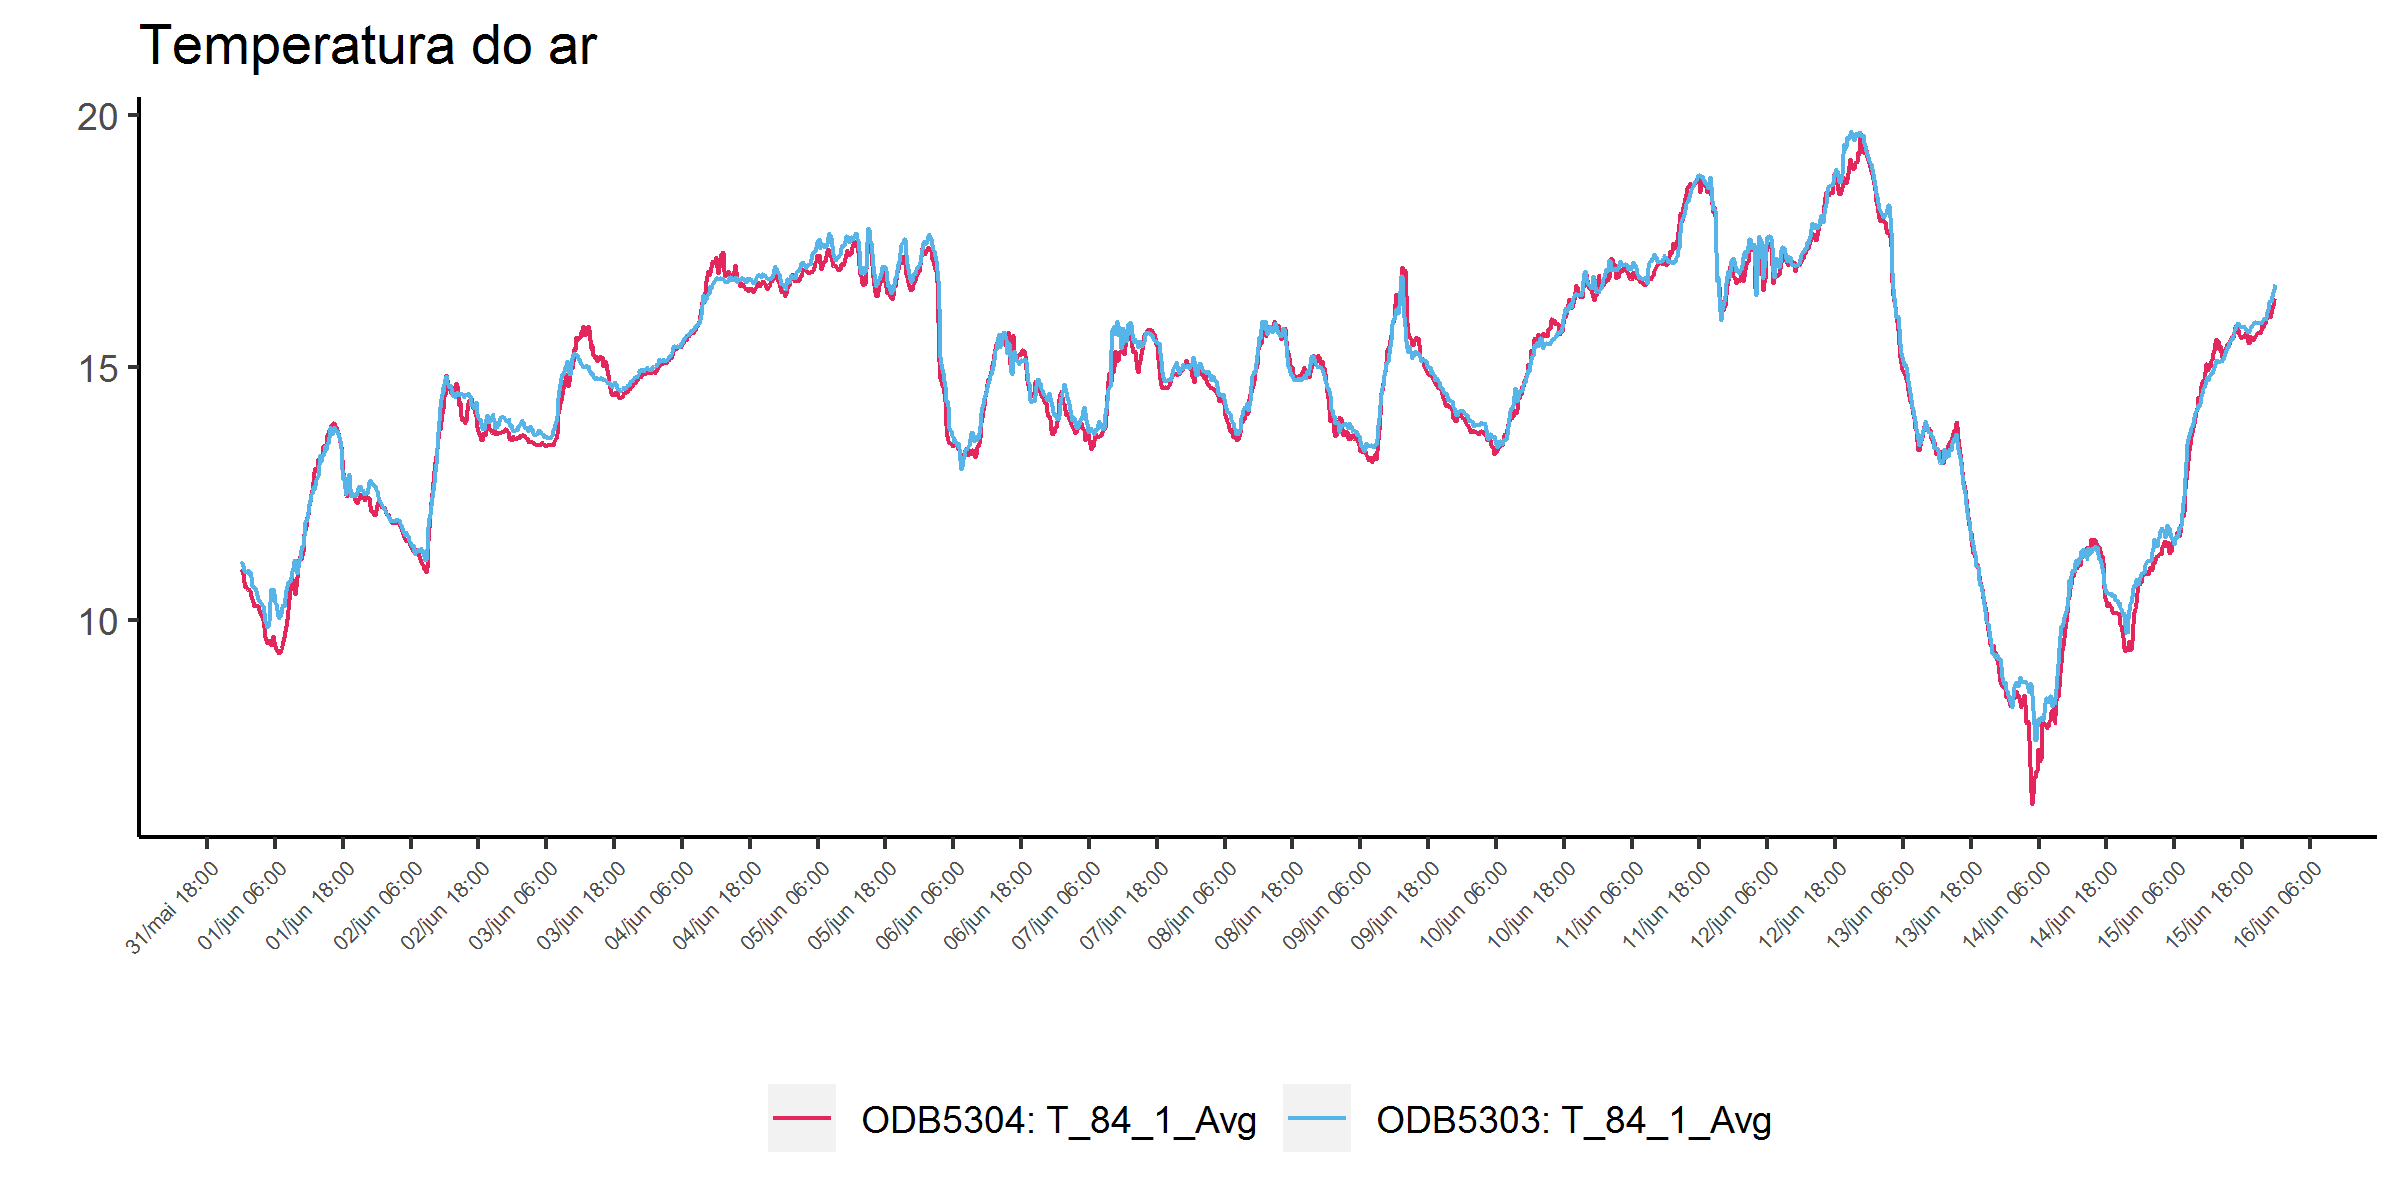 Temperatura do ar
20
15
10
31/mai 18:00
01/jun 06:00
01/jun 18:00
02/jun 06:00
02/jun 18:00
03/jun 06:00
03/jun 18:00
04/jun 06:00
04/jun 18:00
05/jun 06:00
05/jun 18:00
06/jun 06:00
06/jun 18:00
07/jun 06:00
07/jun 18:00
08/jun 06:00
08/jun 18:00
09/jun 06:00
09/jun 18:00
10/jun 06:00
10/jun 18:00
11/jun 06:00
11/jun 18:00
12/jun 06:00
12/jun 18:00
13/jun 06:00
13/jun 18:00
14/jun 06:00
14/jun 18:00
15/jun 06:00
15/jun 18:00
16/jun 06:00
ODB5304: T_84_1_Avg
ODB5303: T_84_1_Avg